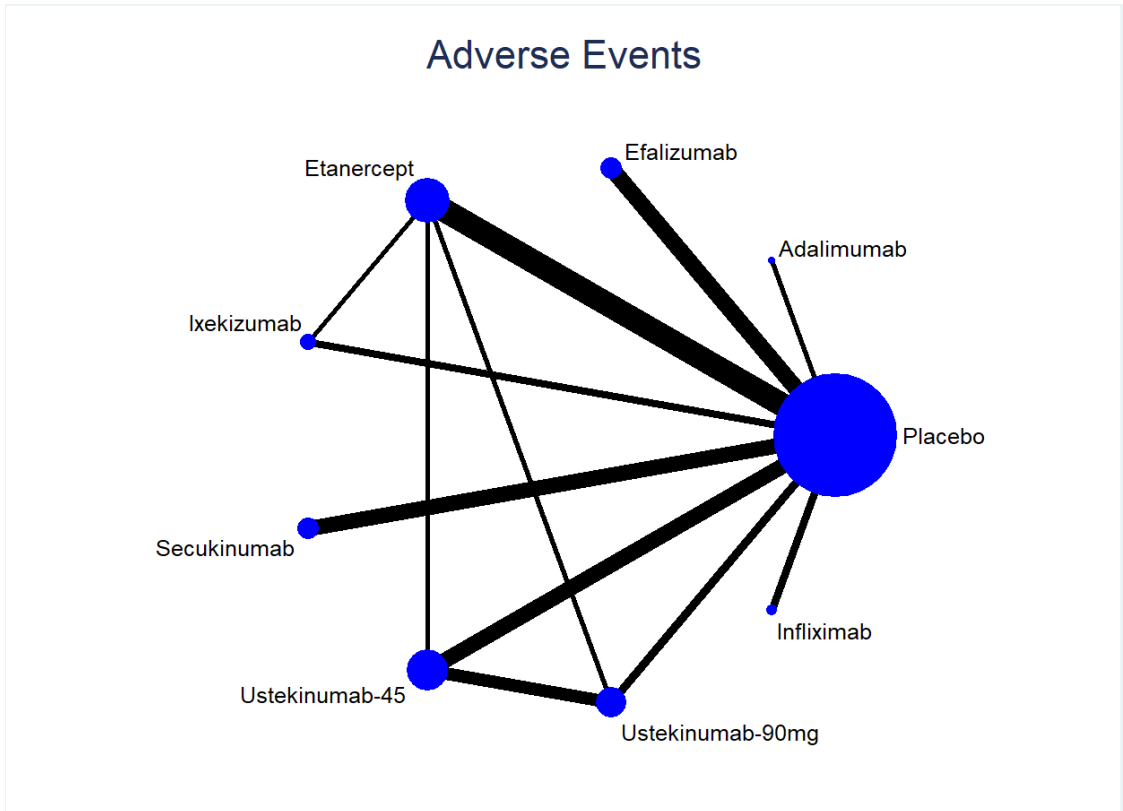 Adverse Events
Efalizumab
Etanercept
Adalimumab
Ixekizumab
Placebo
Secukinumab
Infliximab
Ustekinumab-45
Ustekinumab-90mg